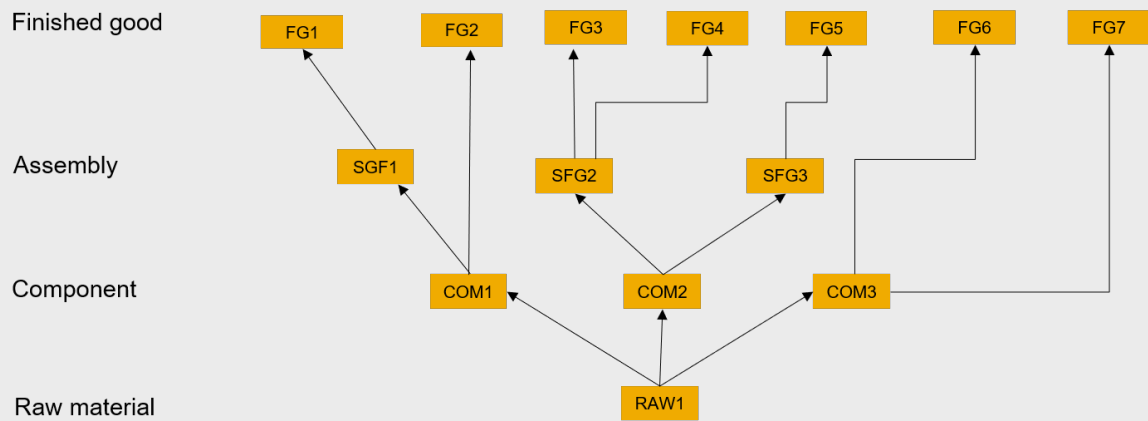 Finished good
FG1 FG2 FG3 FG4 FG5 FG6 FG7
Assembly
SGF1 SFG2 SFG3
Component
COM1 COM2 COM3
Raw material
RAW1